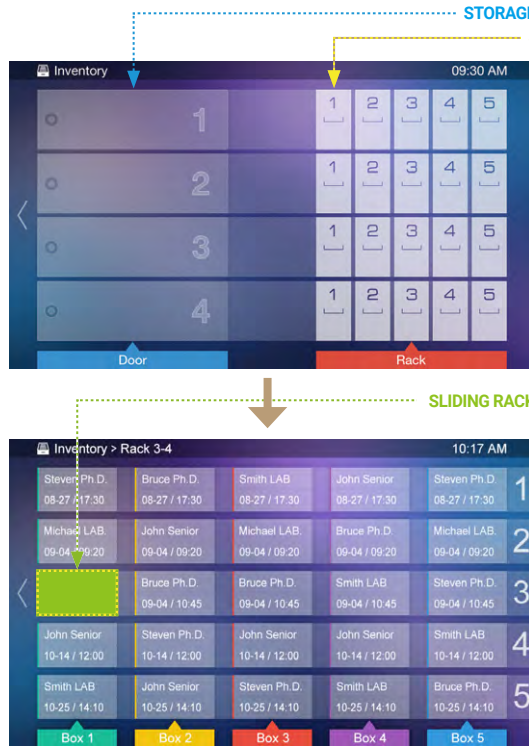 STORAGE
Inventory 09:30 AM
1 1 2 3 4 5
2 1 2 3 4 5
3 1 2 3 4 5
4 1 2 3 4 5
Door Rack
SLIDING RACK
Inventory > Rack 3-4 10:17 AM
Steven Ph.D. Bruce Ph.D. Smith LAB John Senior Steven Ph.D. 1
08-27 / 17:30 08-27 / 17:30 08-27 / 17:30 08-27 / 17:30 08-27 / 17:30
Michael LAB. John Senior Michael LAB. Bruce Ph.D. Michael LAB. 2
09-04 / 09:20 09-04 / 09:20 09-04 / 09:20 09-04 / 09:20 09-04 / 09:20
Bruce Ph.D. Bruce Ph.D. Smith LAB Steven Ph.D. 3
09-04 / 10:45 09-04 / 10:45 09-04 / 10:45 09-04 / 10:45
John Senior Steven Ph.D. John Senior John Senior Smith LAB 4
10-14 / 12:00 10-14 / 12:00 10-14 / 12:00 10-14 / 12:00 10-14 / 12:00
Smith LAB John Senior Steven Ph.D. Smith LAB Bruce Ph.D. 5
10-25 / 14:10 10-25 / 14:10 10-25 / 14:10 10-25 / 14:10 10-25 / 14:10
Box 1 Box 2 Box 3 Box 4 Box 5